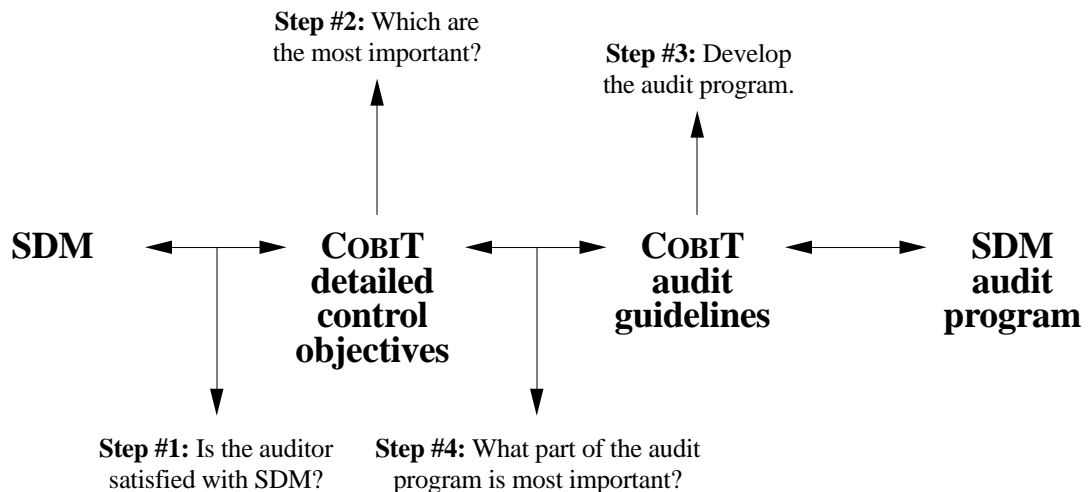 Step #2: Which are
the most important?
Step #3: Develop
the audit program.
SDM
COBIT
detailed
control
objectives
COBIT
audit
guidelines
SDM
audit
program
Step #1: Is the auditor
satisfied with SDM?
Step #4: What part of the audit
program is most important?